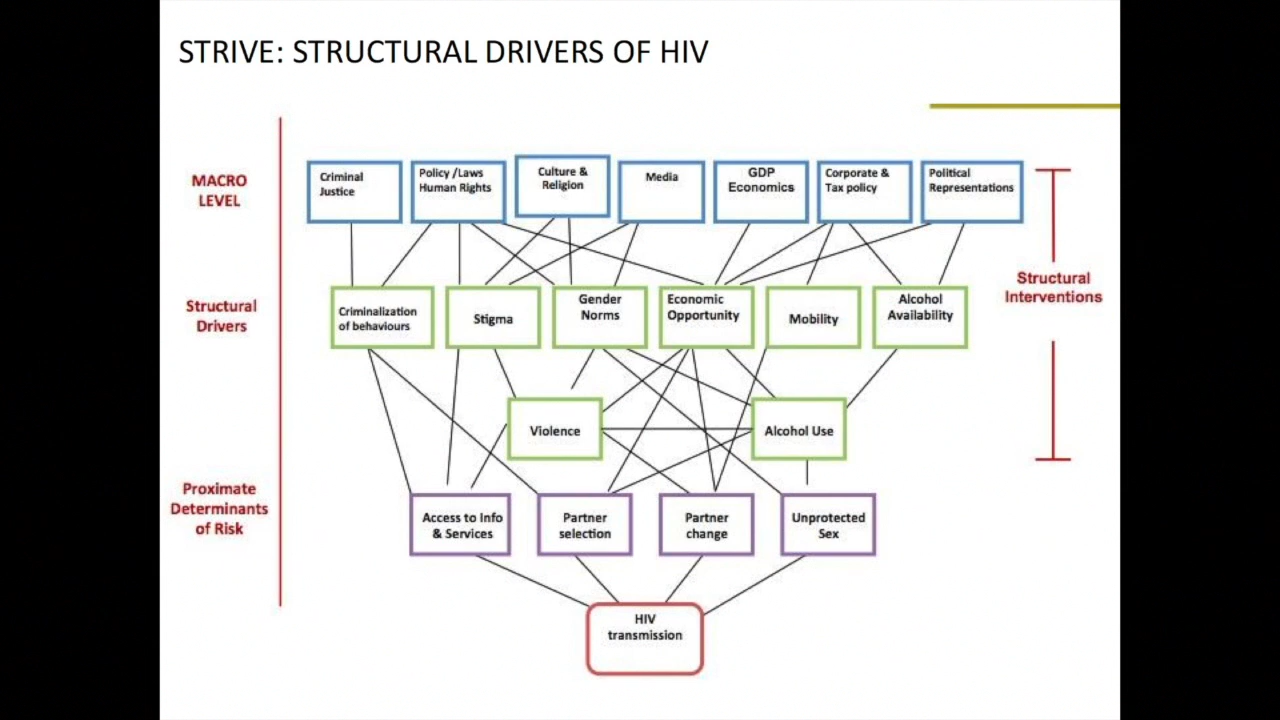 STRIVE: STRUCTURAL DRIVERS OF HIV
MACRO
LEVEL
Criminal
Justice
Policy /Laws
Human Rights
Culture &
Religion
Media
GDP
Economics
Corporate &
Tax policy
Political
Representations
Structural
Interventions
Structural
Drivers
Criminalization
of behaviours
Stigma
Gender
Norms
Economic
Opportunity
Mobility
Alcohol
Availability
Violence
Alcohol Use
Proximate
Determinants
of Risk
Access to Info
& Services
Partner
selection
Partner
change
Unprotected
Sex
HIV
transmission